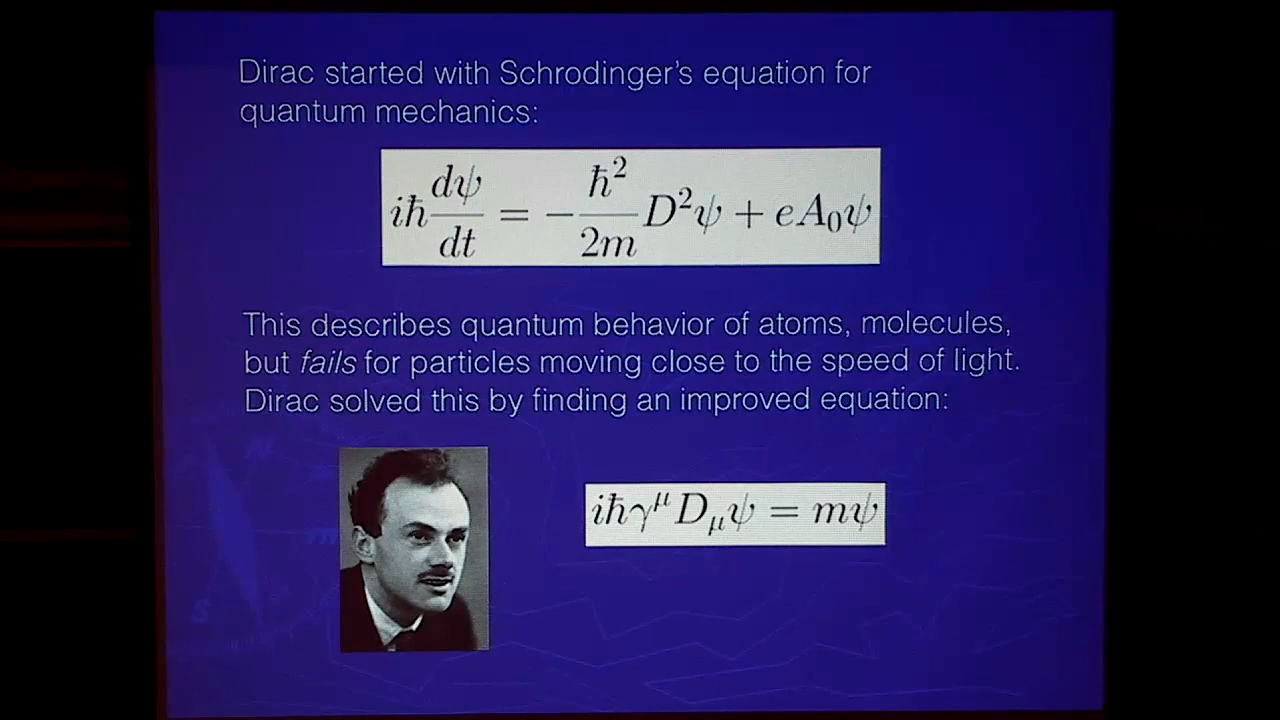 Dirac started with Schrodinger's equation for
quantum mechanics:
iħ dψ/dt = − ħ²/2m D²ψ + eA₀ψ
This describes quantum behavior of atoms, molecules,
but fails for particles moving close to the speed of light.
Dirac solved this by finding an improved equation:
iħγ^μ D_μ ψ = mψ